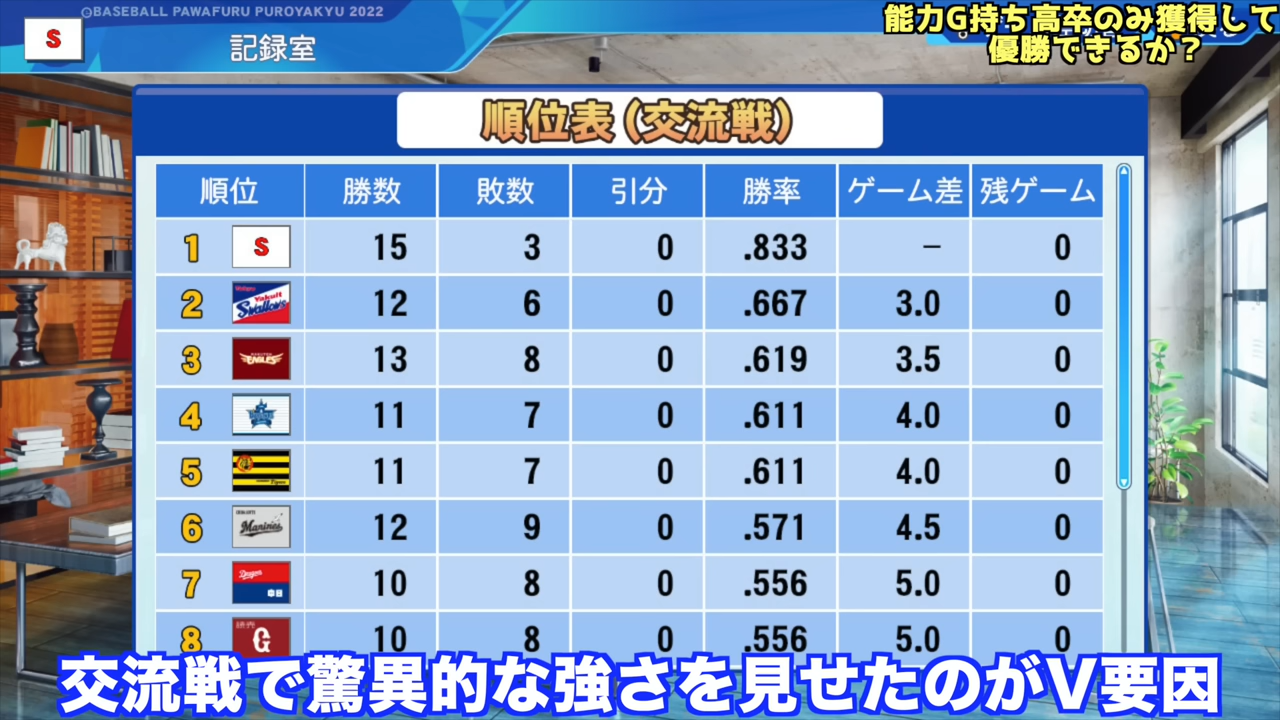 ©BASEBALL PAWAFURU PUROYAKYU 2022
S
記録室
能力G持ち高卒のみ獲得して
優勝できるか?
順位表(交流戦)
順位 勝数 敗数 引分 勝率 ゲーム差 残ゲーム
1 S 15 3 0 .833 − 0
2 Yakult Swallows 12 6 0 .667 3.0 0
3 EAGLES 13 8 0 .619 3.5 0
4 11 7 0 .611 4.0 0
5 11 7 0 .611 4.0 0
6 Marines 12 9 0 .571 4.5 0
7 Dragons 10 8 0 .556 5.0 0
8 G 10 8 0 .556 5.0 0
交流戦で驚異的な強さを見せたのがV要因